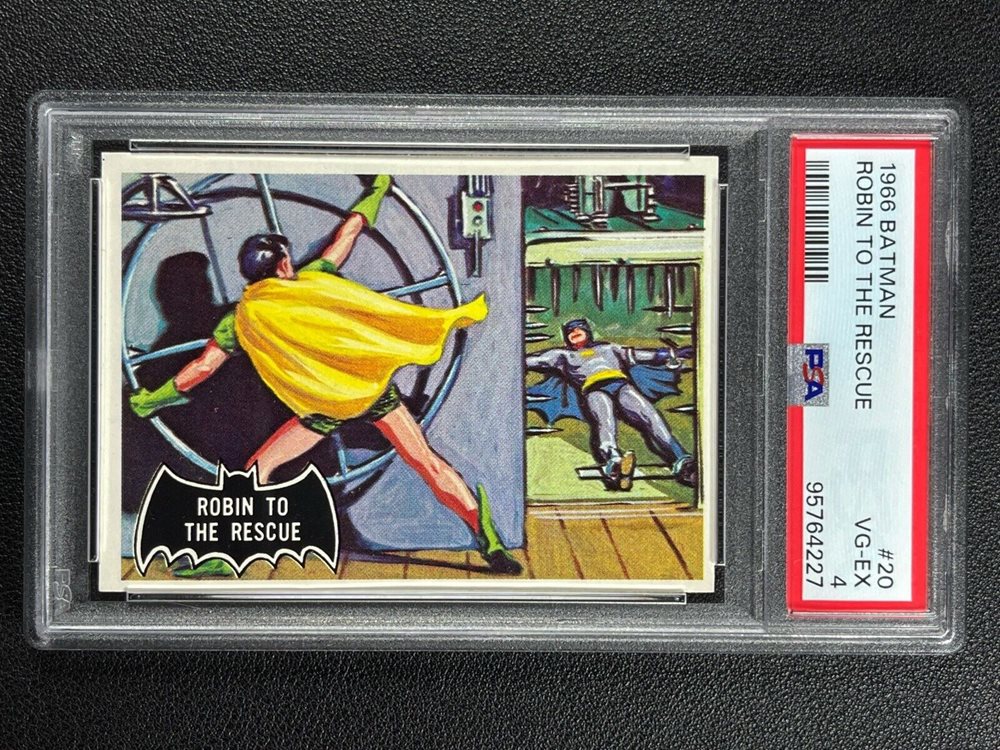 ROBIN TO
THE RESCUE
1966 BATMAN
ROBIN TO THE RESCUE
PSA
#20
VG-EX
4
95764227